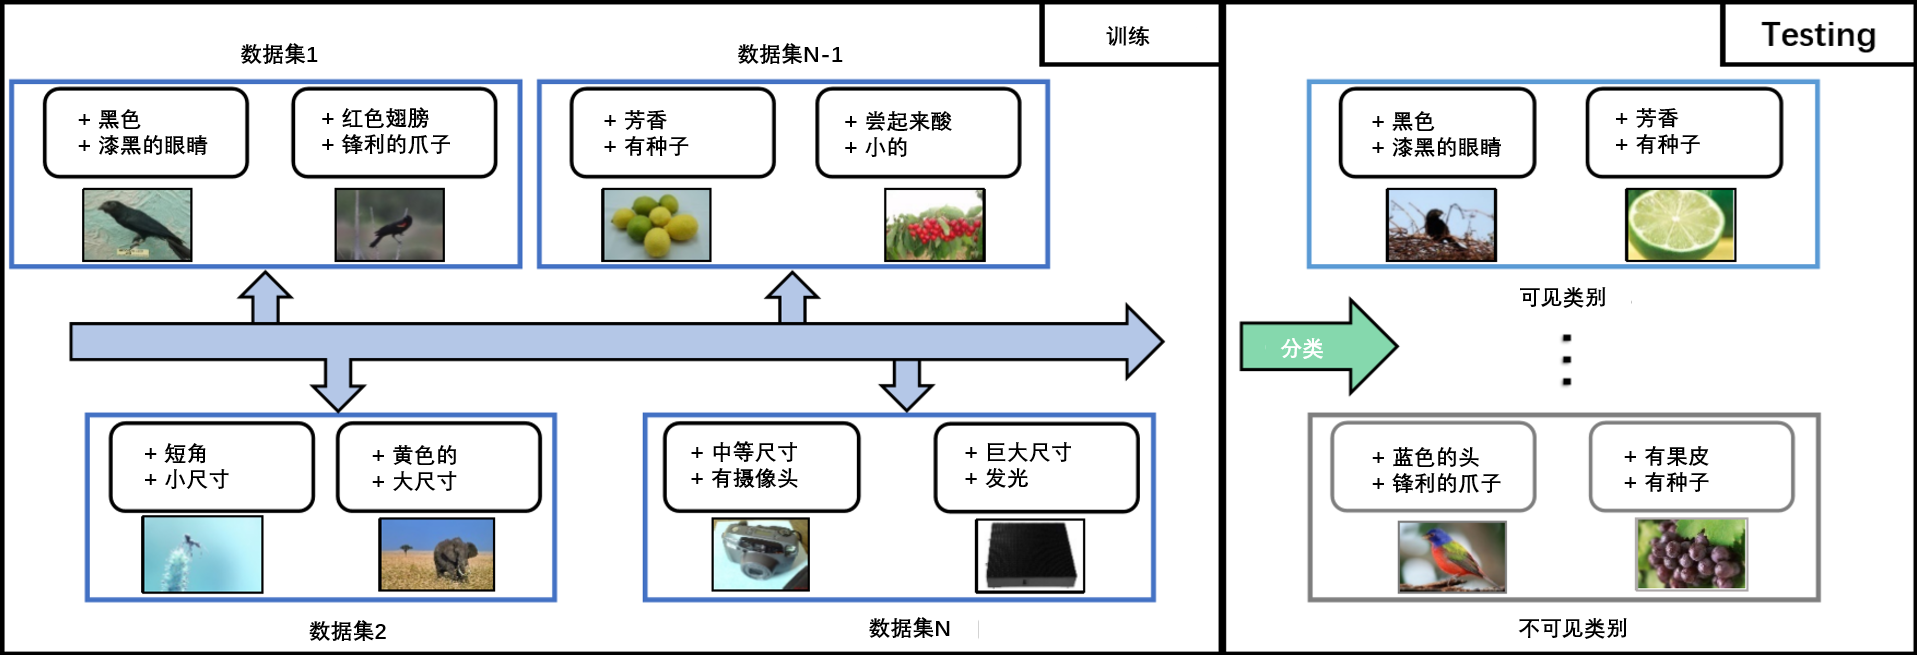 训练
数据集1
+ 黑色
+ 漆黑的眼睛
+ 红色翅膀
+ 锋利的爪子
数据集N-1
+ 芳香
+ 有种子
+ 尝起来酸
+ 小的
+ 短角
+ 小尺寸
+ 黄色的
+ 大尺寸
数据集2
+ 中等尺寸
+ 有摄像头
+ 巨大尺寸
+ 发光
数据集N
Testing
+ 黑色
+ 漆黑的眼睛
+ 芳香
+ 有种子
可见类别
分类
+ 蓝色的头
+ 锋利的爪子
+ 有果皮
+ 有种子
不可见类别